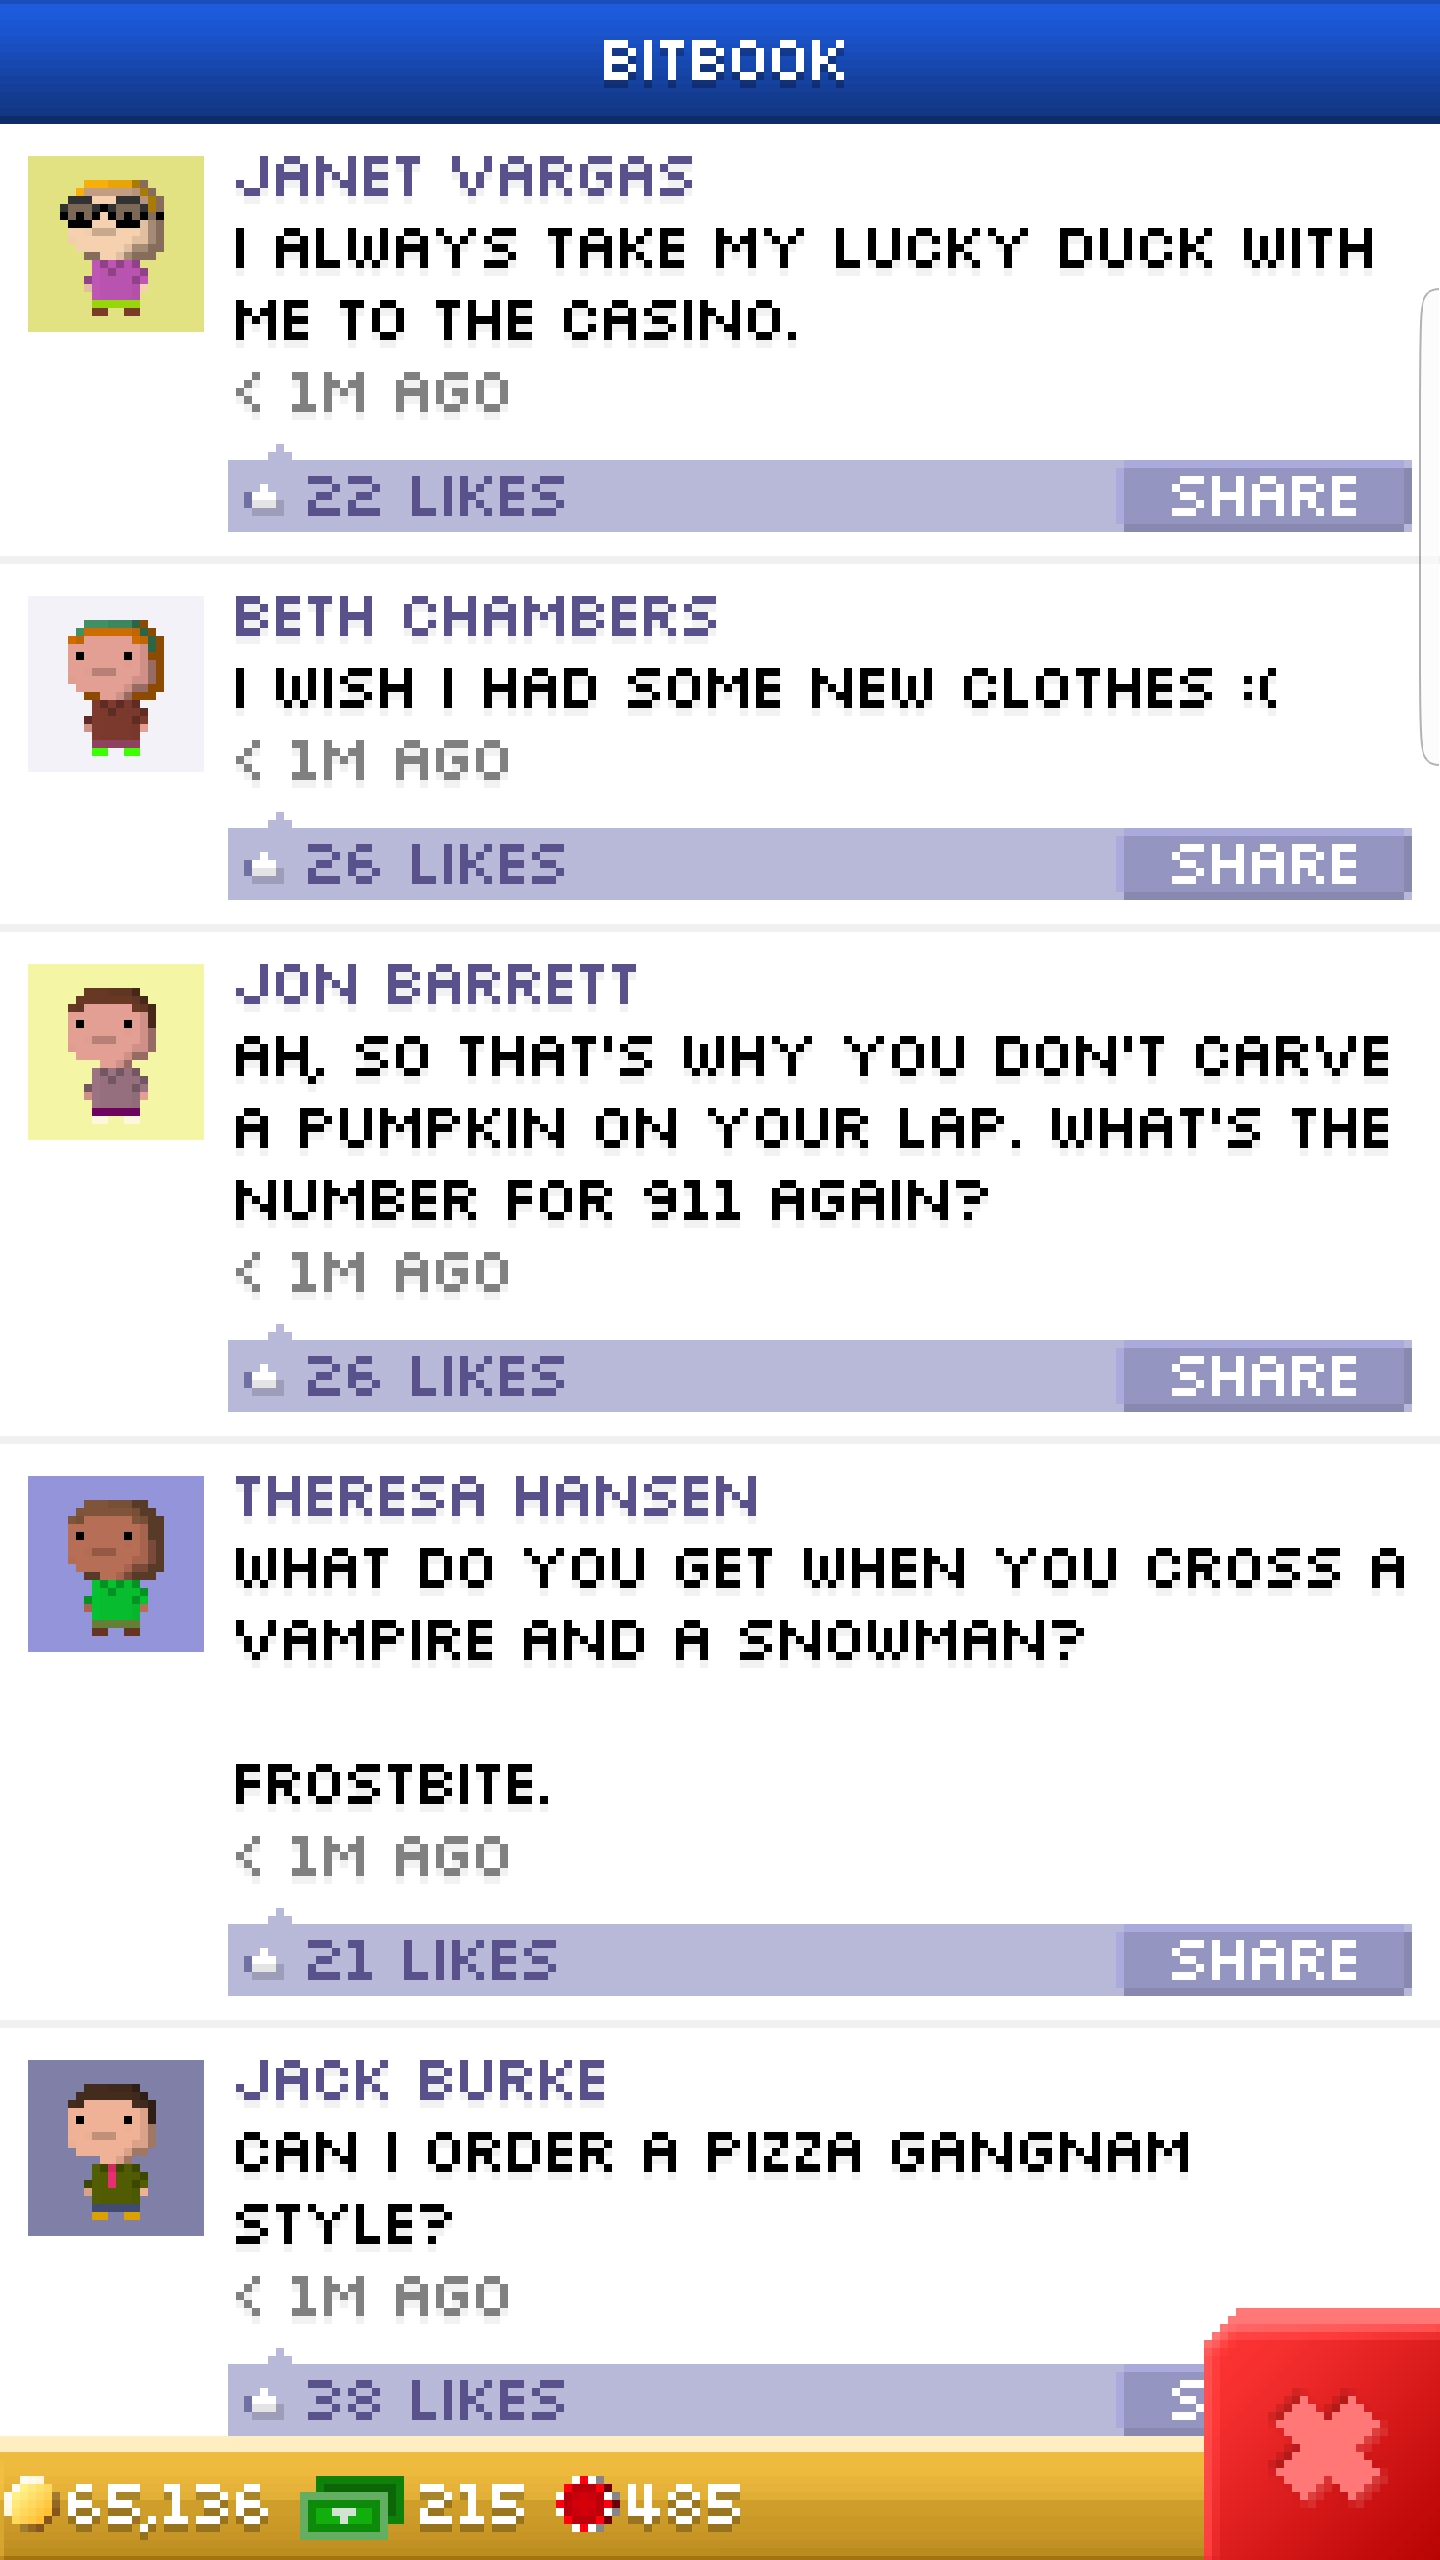 BITBOOK
JANET VARGAS
I ALWAYS TAKE MY LUCKY DUCK WITH
ME TO THE CASINO.
< 1M AGO
22 LIKES SHARE
BETH CHAMBERS
I WISH I HAD SOME NEW CLOTHES :(
< 1M AGO
26 LIKES SHARE
JON BARRETT
AH, SO THAT'S WHY YOU DON'T CARVE
A PUMPKIN ON YOUR LAP. WHAT'S THE
NUMBER FOR 911 AGAIN?
< 1M AGO
26 LIKES SHARE
THERESA HANSEN
WHAT DO YOU GET WHEN YOU CROSS A
VAMPIRE AND A SNOWMAN?
FROSTBITE.
< 1M AGO
21 LIKES SHARE
JACK BURKE
CAN I ORDER A PIZZA GANGNAM
STYLE?
< 1M AGO
38 LIKES S
65,136 215 485